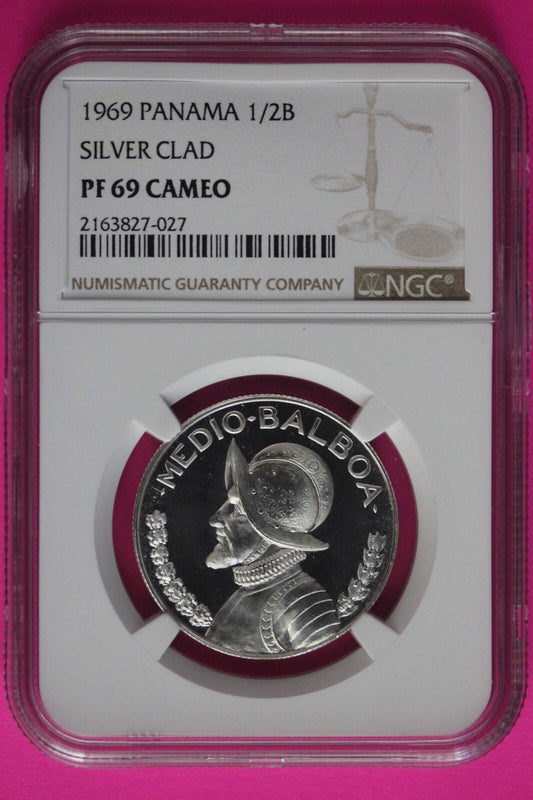 1969 PANAMA 1/2B
SILVER CLAD
PF 69 CAMEO
2163827-027
NUMISMATIC GUARANTY COMPANY
NGC®
·MEDIO·BALBOA·